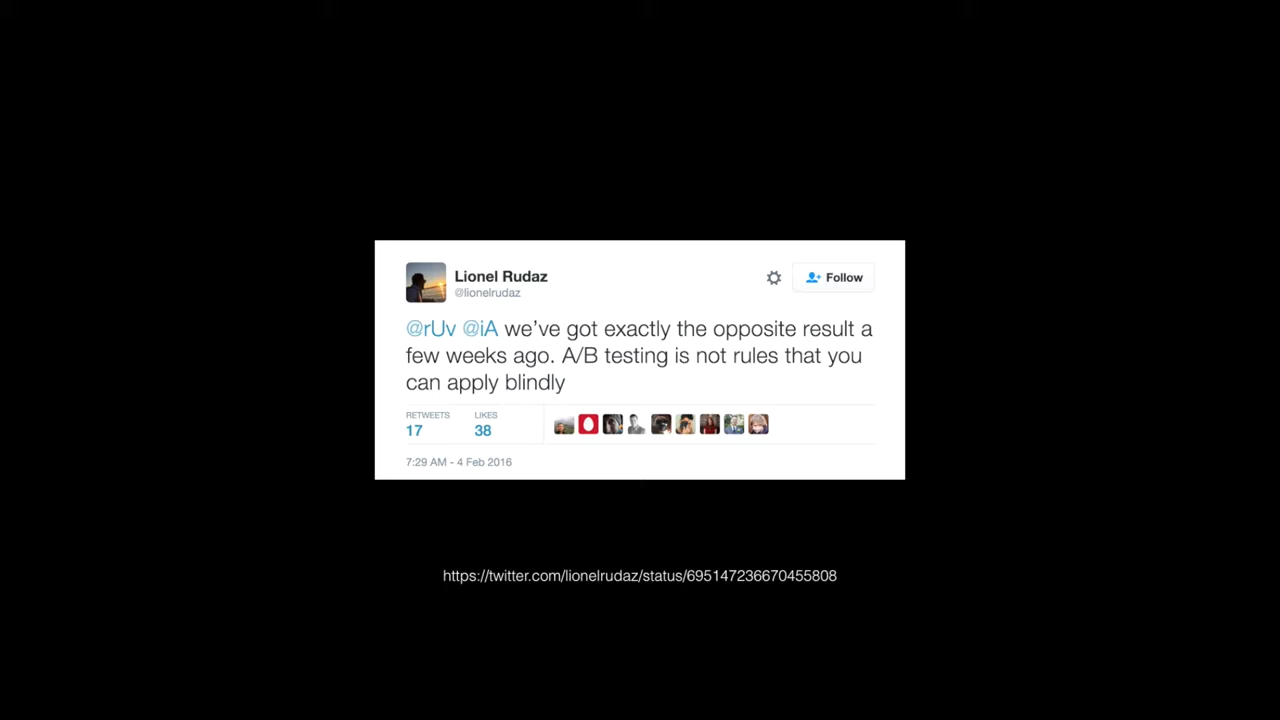 Lionel Rudaz
@lionelrudaz
Follow
@rUv @iA we’ve got exactly the opposite result a
few weeks ago. A/B testing is not rules that you
can apply blindly
RETWEETS LIKES
17 38
7:29 AM - 4 Feb 2016
https://twitter.com/lionelrudaz/status/695147236670455808